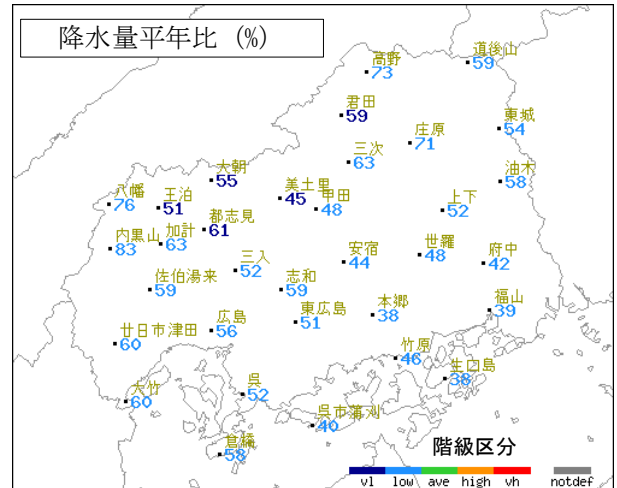 降水量平年比 (%)
道後山
59
高野
73
君田
59
東城
54
庄原
71
三次
63
油木
58
大朝
55
美土里
45
甲田
48
上下
52
八幡
76
王泊
51
都志見
61
加計
63
内黒山
83
三入
52
安宿
44
世羅
48
府中
42
佐伯湯来
59
志和
59
東広島
51
本郷
38
福山
39
広島
56
廿日市津田
60
竹原
46
生口島
38
大竹
60
呉
52
呉市蒲刈
40
倉橋
58
階級区分
vl low ave high vh notdef